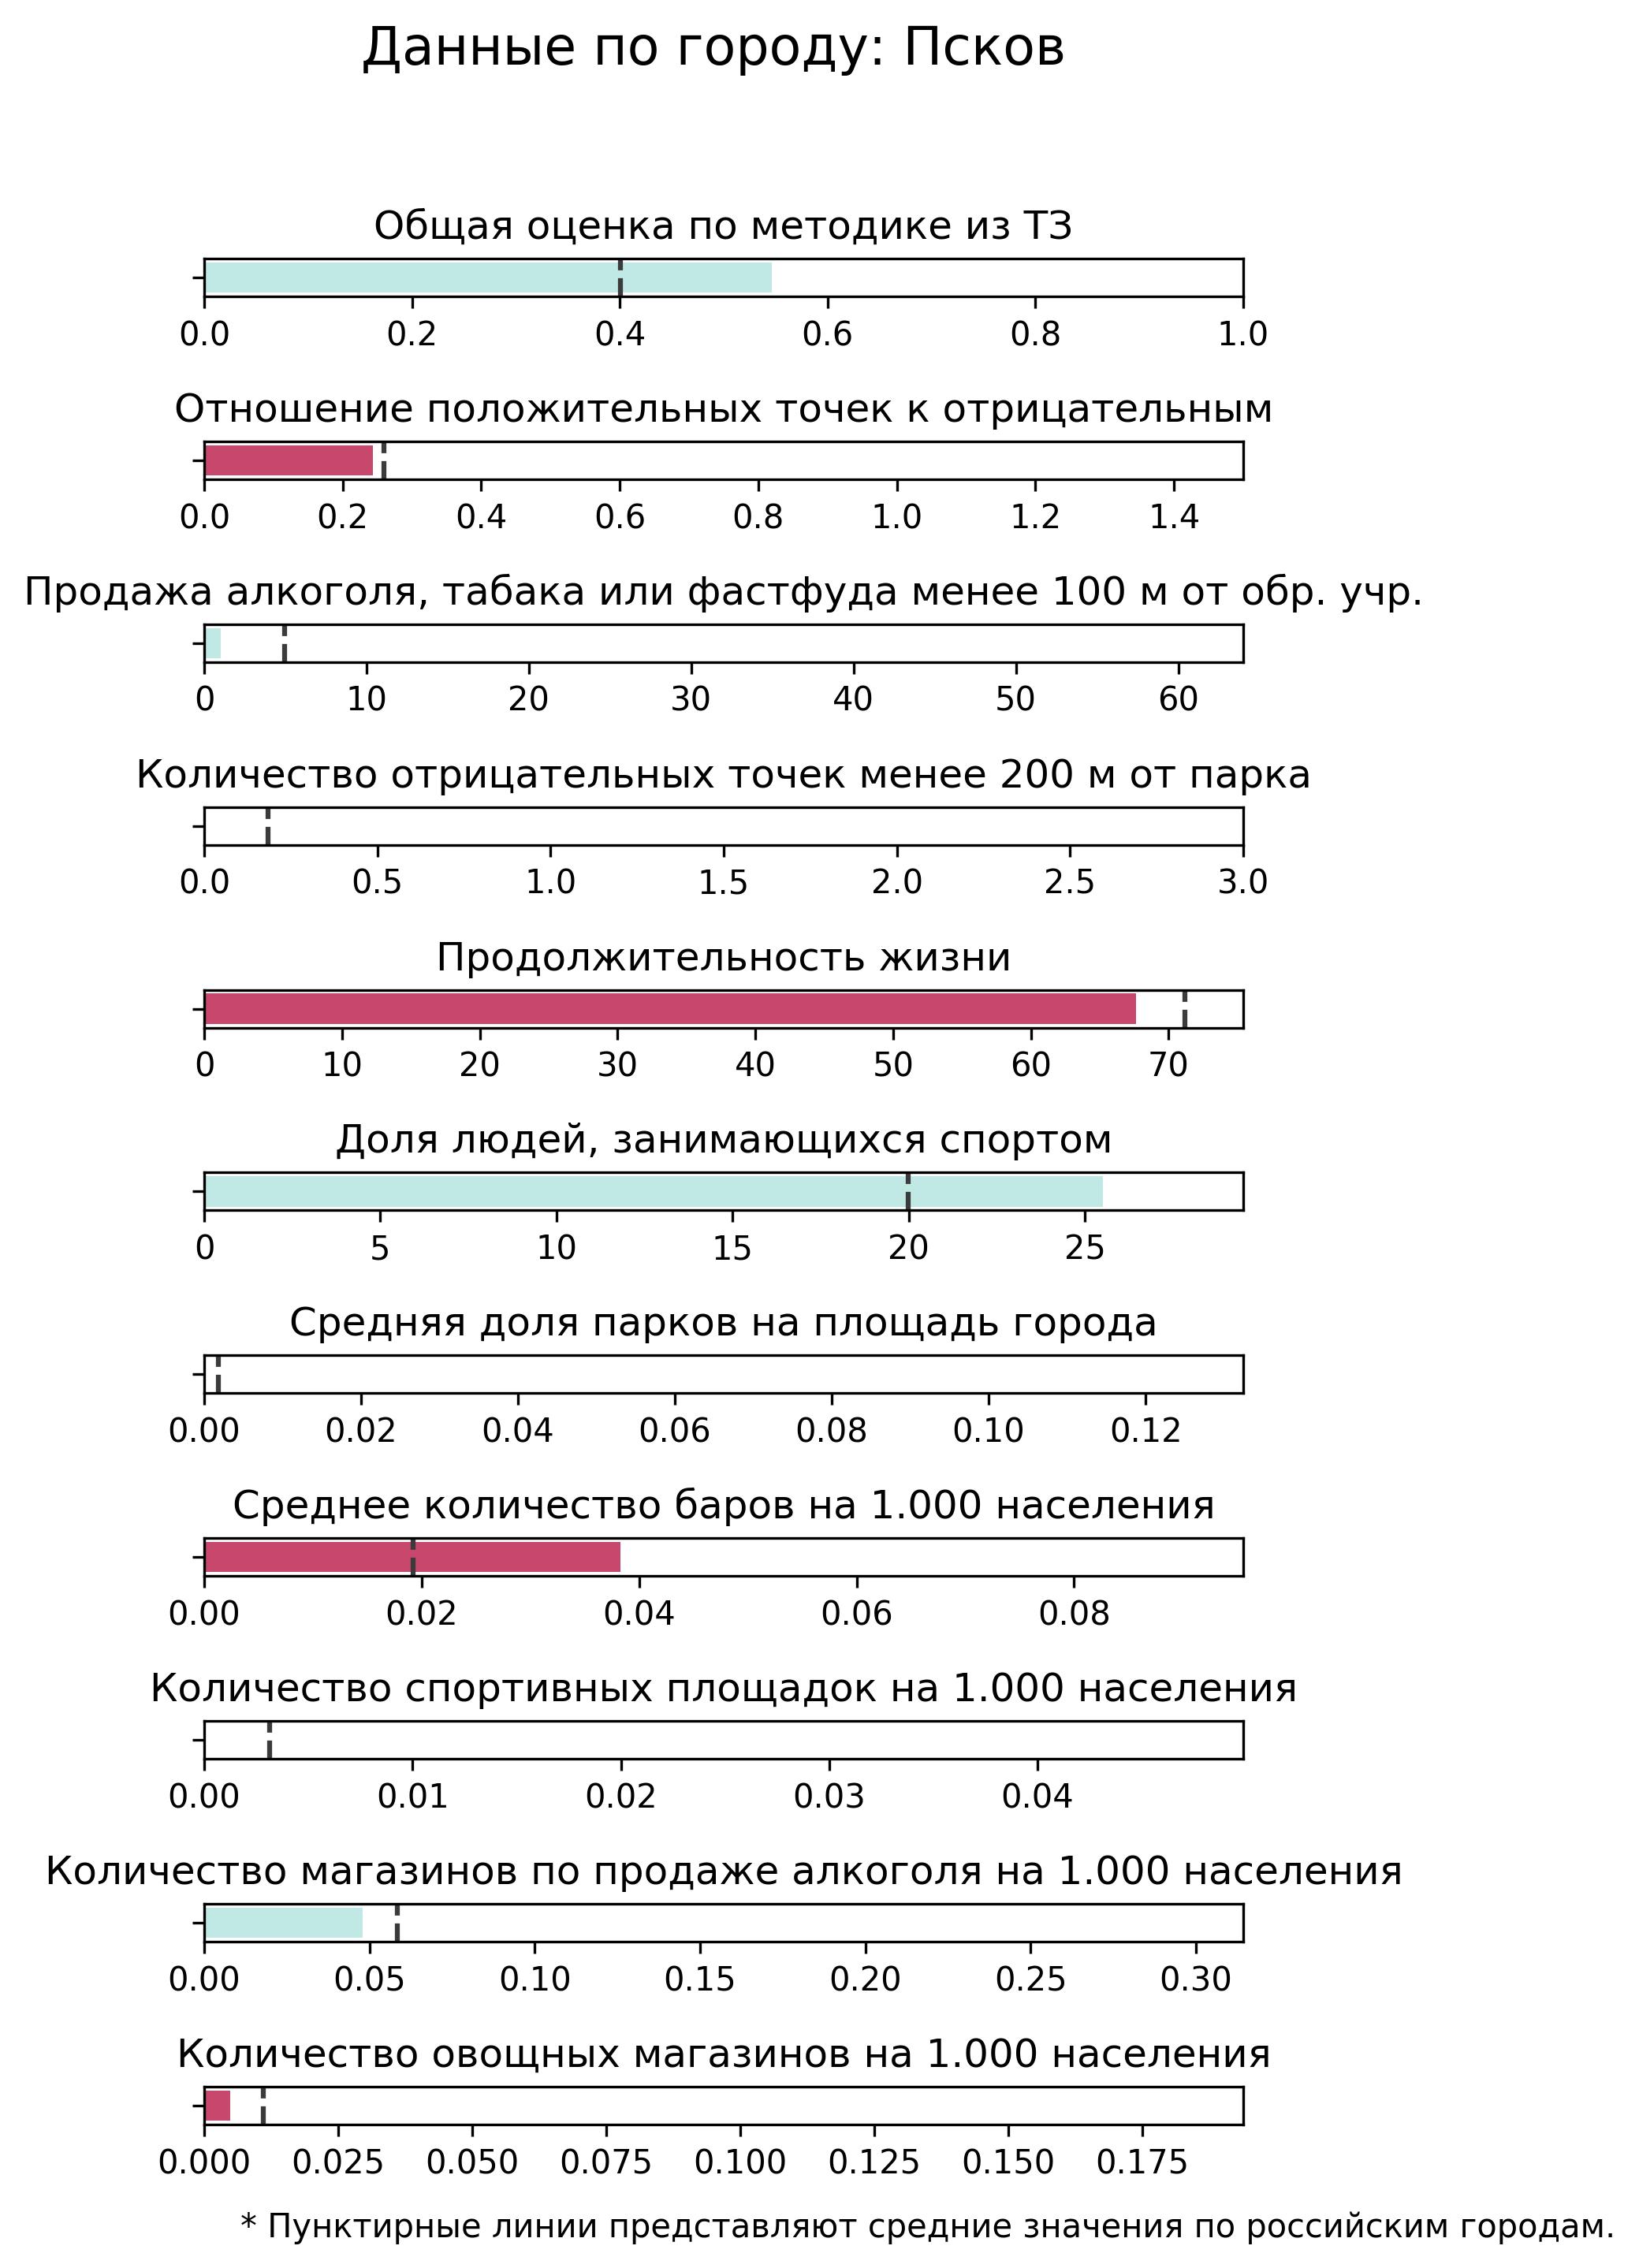 Данные по городу: Псков
Общая оценка по методике из ТЗ
0.0 0.2 0.4 0.6 0.8 1.0
Отношение положительных точек к отрицательным
0.0 0.2 0.4 0.6 0.8 1.0 1.2 1.4
Продажа алкоголя, табака или фастфуда менее 100 м от обр. учр.
0 10 20 30 40 50 60
Количество отрицательных точек менее 200 м от парка
0.0 0.5 1.0 1.5 2.0 2.5 3.0
Продолжительность жизни
0 10 20 30 40 50 60 70
Доля людей, занимающихся спортом
0 5 10 15 20 25
Средняя доля парков на площадь города
0.00 0.02 0.04 0.06 0.08 0.10 0.12
Среднее количество баров на 1.000 населения
0.00 0.02 0.04 0.06 0.08
Количество спортивных площадок на 1.000 населения
0.00 0.01 0.02 0.03 0.04
Количество магазинов по продаже алкоголя на 1.000 населения
0.00 0.05 0.10 0.15 0.20 0.25 0.30
Количество овощных магазинов на 1.000 населения
0.000 0.025 0.050 0.075 0.100 0.125 0.150 0.175
* Пунктирные линии представляют средние значения по российским городам.